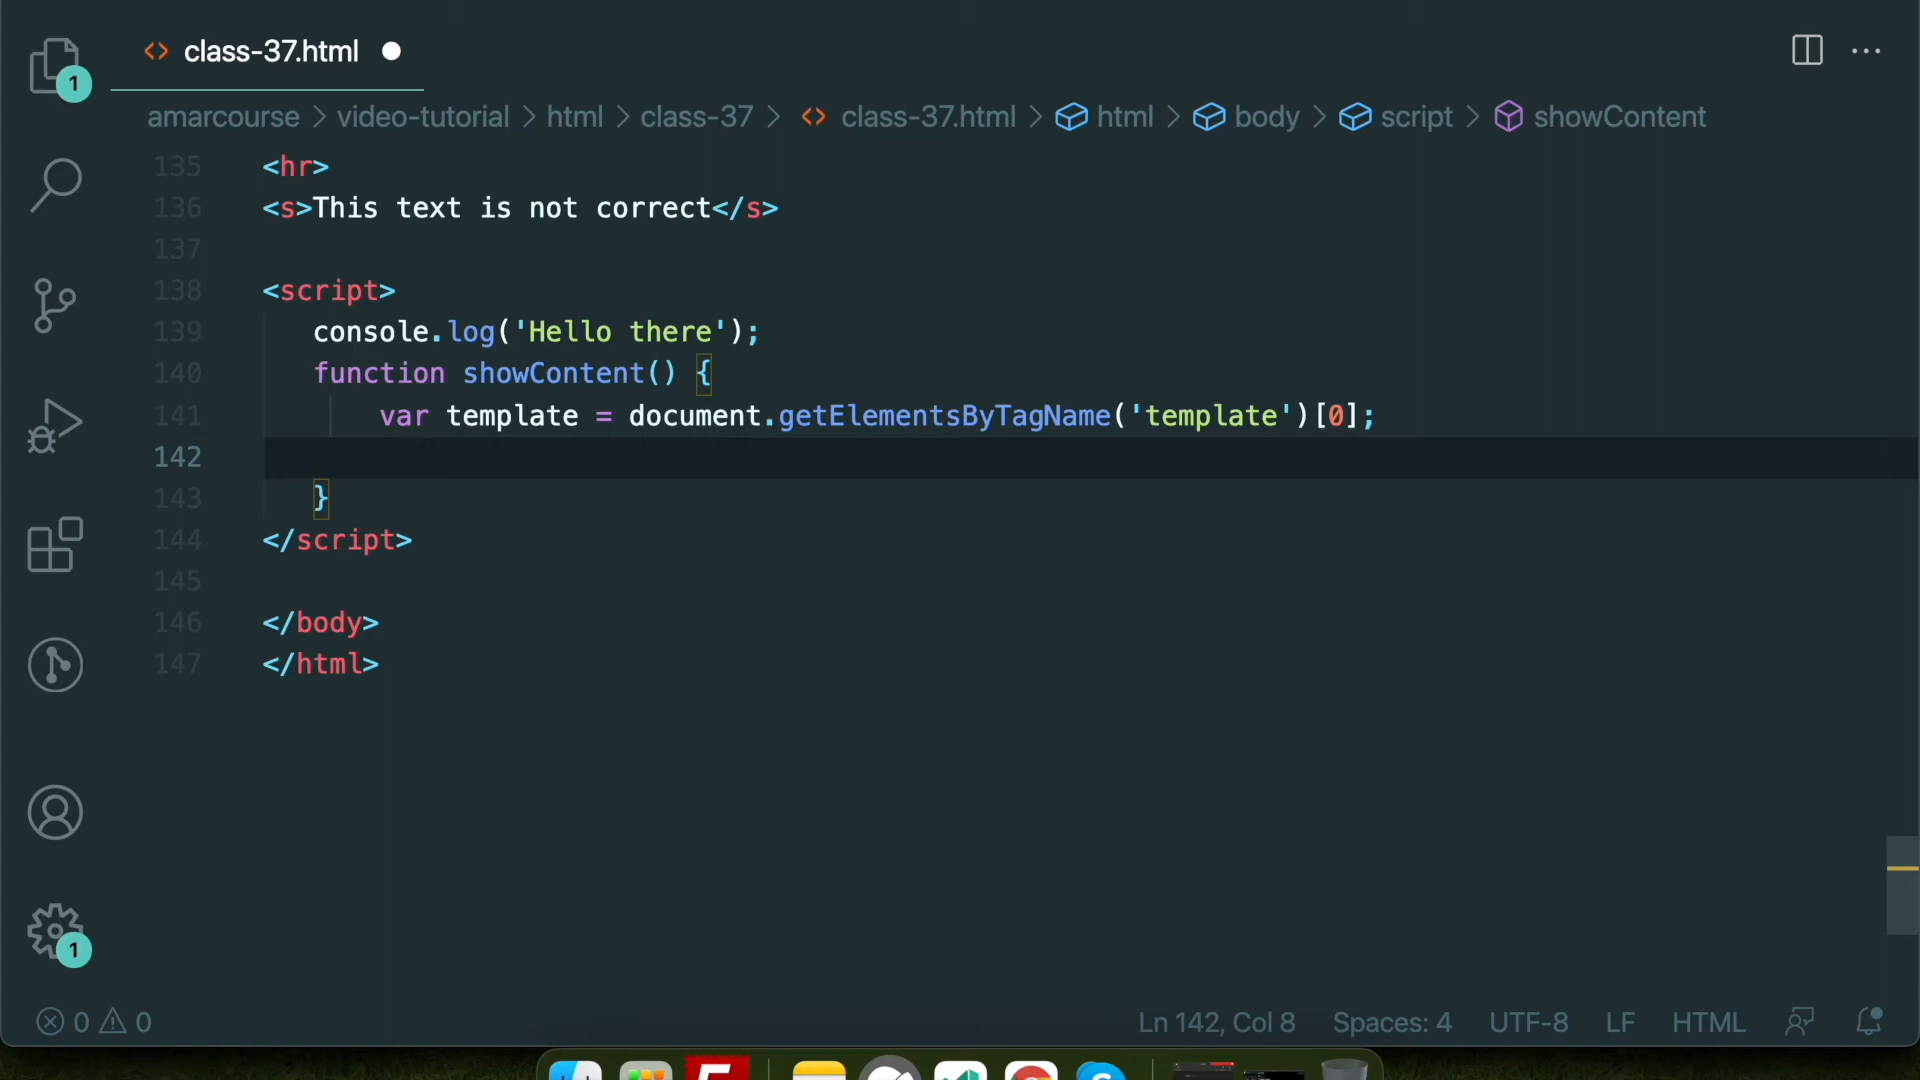 class-37.html
1
amarcourse > video-tutorial > html > class-37 > <> class-37.html > html > body > script > showContent
135 <hr>
136 <s>This text is not correct</s>
137
138 <script>
139 console.log('Hello there');
140 function showContent() {
141 var template = document.getElementsByTagName('template')[0];
142
143 }
144 </script>
145
146 </body>
147 </html>
1
0 0 Ln 142, Col 8 Spaces: 4 UTF-8 LF HTML